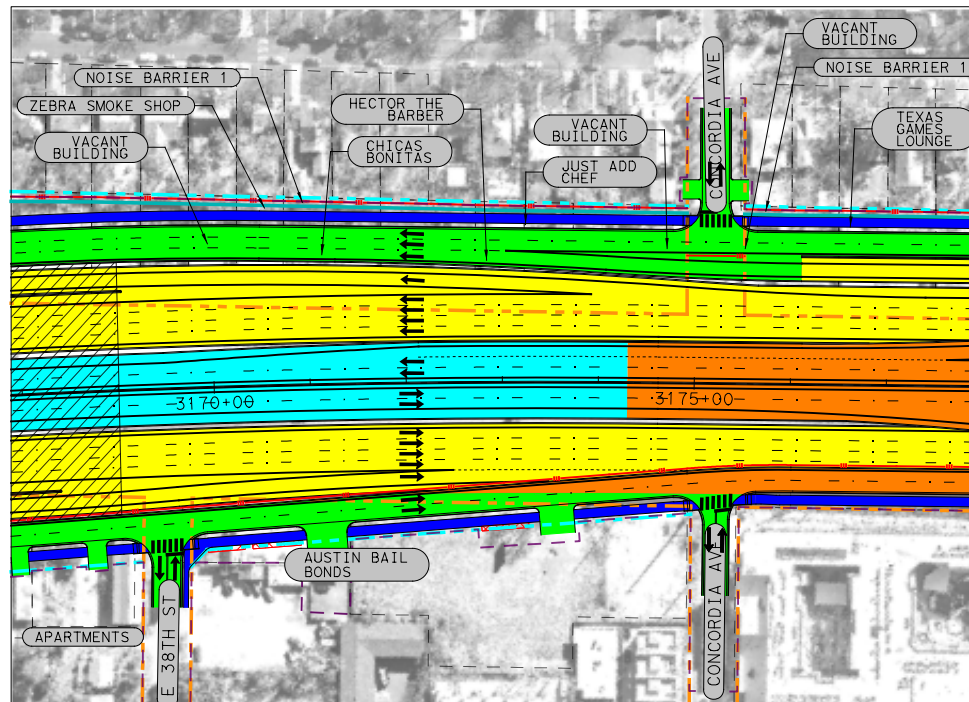 VACANT
BUILDING
NOISE BARRIER 1
NOISE BARRIER 1
ZEBRA SMOKE SHOP
HECTOR THE
BARBER
VACANT
BUILDING
TEXAS
GAMES
LOUNGE
VACANT
BUILDING
CHICAS
BONITAS
JUST ADD
CHEF
CONCORDIA AVE
3170+00
3175+00
AUSTIN BAIL
BONDS
APARTMENTS
E 38TH ST
CONCORDIA AVE